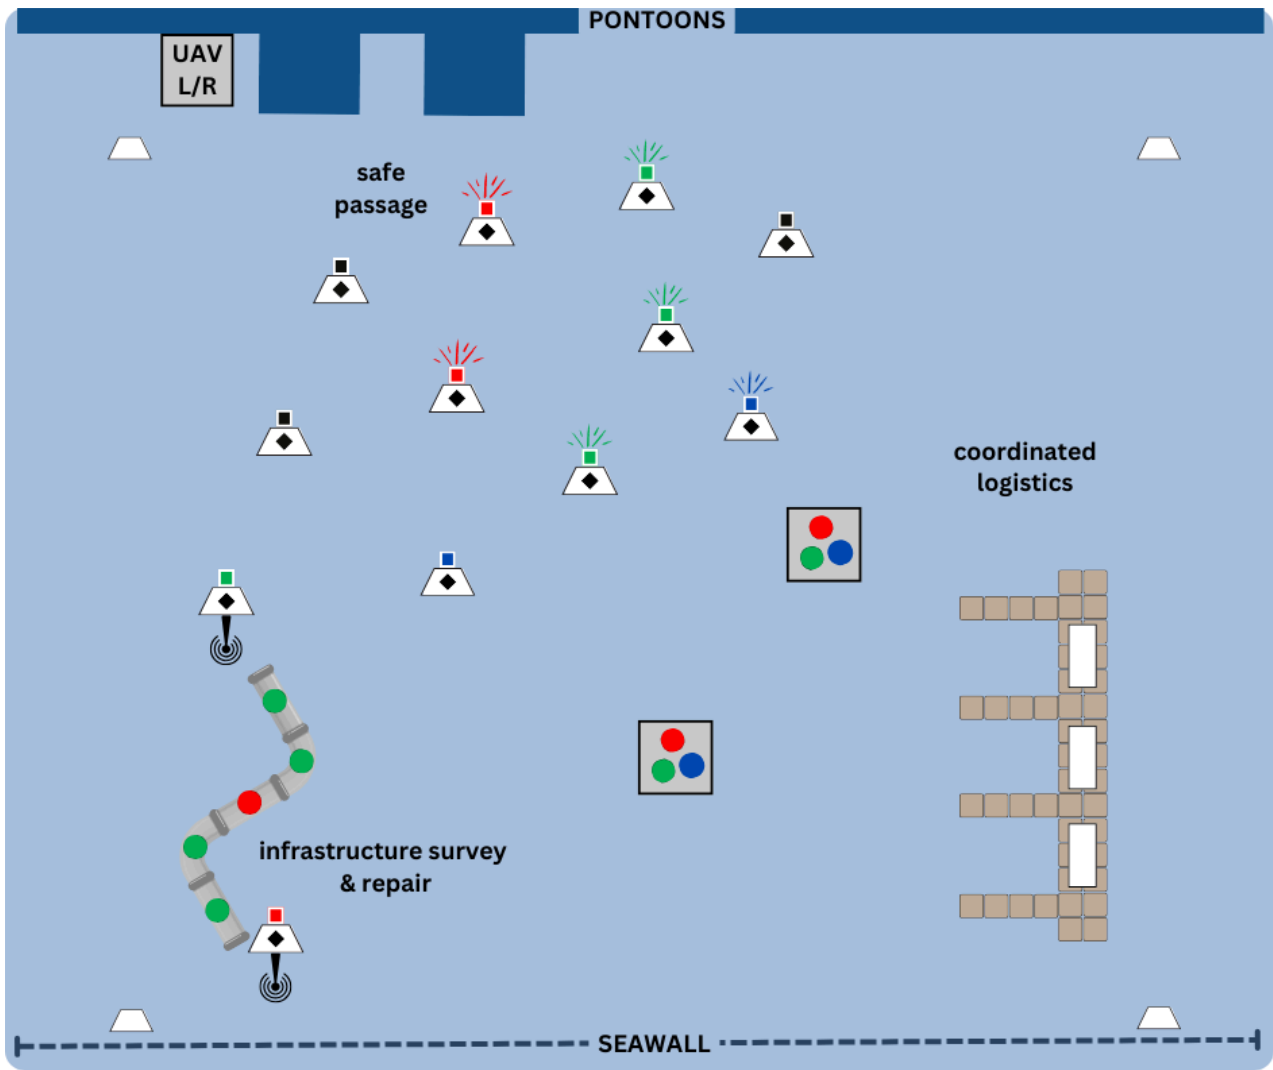 PONTOONS
UAV
L/R
safe
passage
coordinated
logistics
infrastructure survey
& repair
SEAWALL